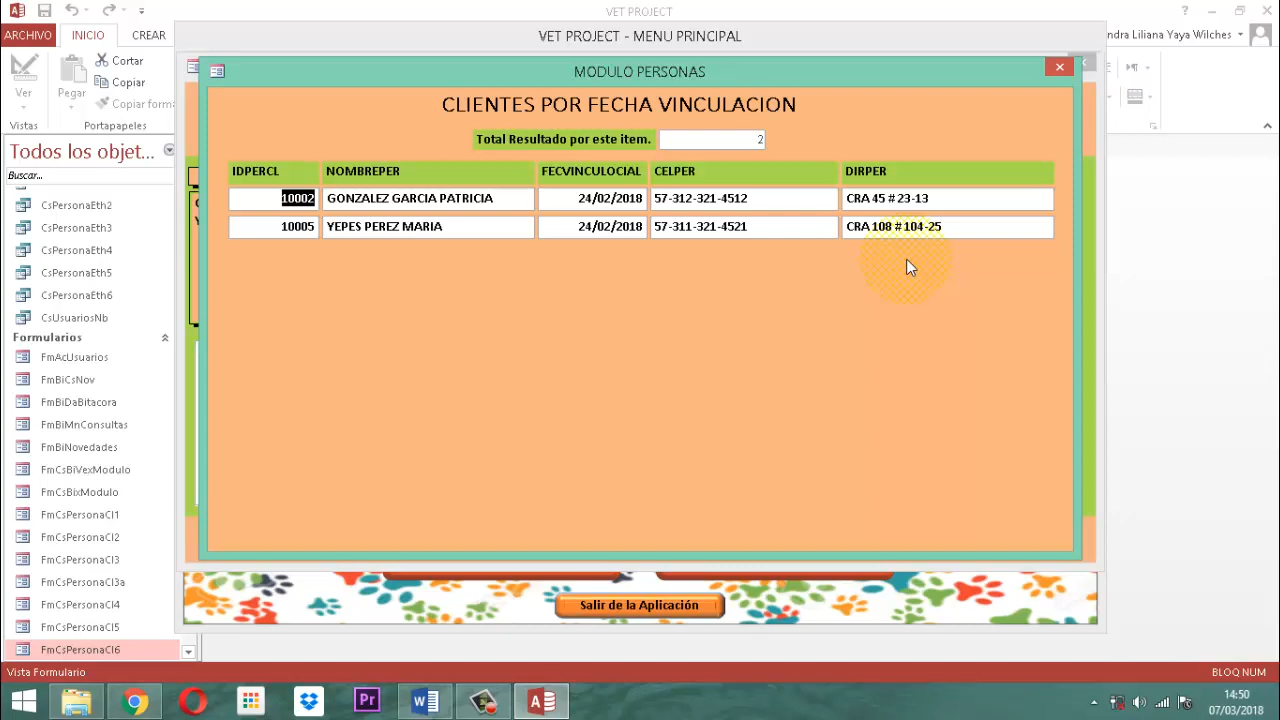 VET PROJECT
ARCHIVO INICIO CREAR
ndra Liliana Yaya Wilches
VET PROJECT - MENU PRINCIPAL
Ver
Pegar
Cortar
Copiar
Copiar forma
Vistas Portapapeles
MODULO PERSONAS
CLIENTES POR FECHA VINCULACION
Total Resultado por este item. 2
IDPERCL NOMBREPER FECVINCULOCIAL CELPER DIRPER
10002 GONZALEZ GARCIA PATRICIA 24/02/2018 57-312-321-4512 CRA 45 # 23-13
10005 YEPES PEREZ MARIA 24/02/2018 57-311-321-4521 CRA 108 # 104-25
Todos los objet...
Buscar...
CsPersonaEth2
CsPersonaEth3
CsPersonaEth4
CsPersonaEth5
CsPersonaEth6
CsUsuariosNb
Formularios
FmAcUsuarios
FmBiCsNov
FmBiDaBitacora
FmBiMnConsultas
FmBiNovedades
FmCsBiVexModulo
FmCsBixModulo
FmCsPersonaCl1
FmCsPersonaCl2
FmCsPersonaCl3
FmCsPersonaCl3a
FmCsPersonaCl4
FmCsPersonaCl5
FmCsPersonaCl6
Salir de la Aplicación
Vista Formulario
BLOQ NUM
Pr
14:50
07/03/2018